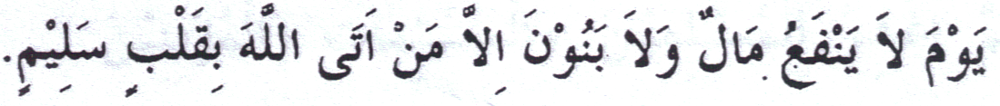 يَوْمَ لاَ يَنْفَعُ مَالٌ وَلاَ بَنُوْنَ اِلاَّ مَنْ اَتَى اللَّهَ بِقَلْبٍ سَلِيْمٍ.